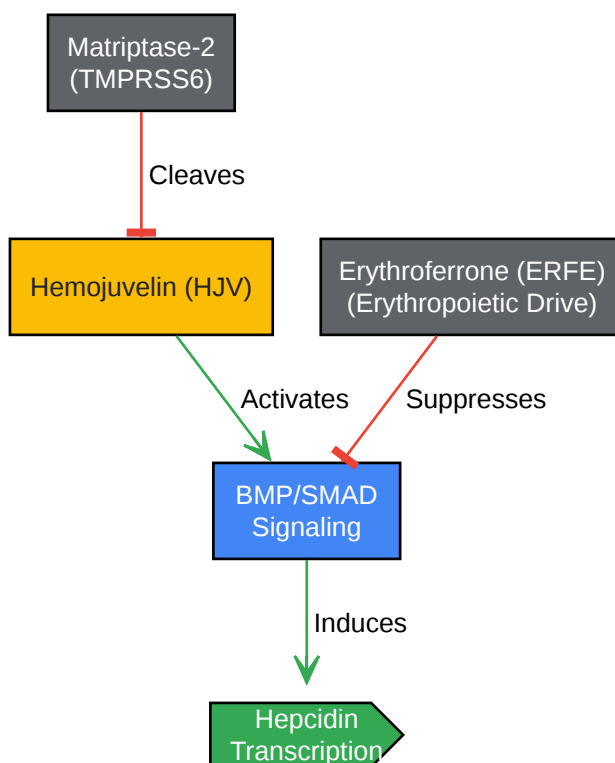 Matriptase-2
(TMPRSS6)
Cleaves
Hemojuvelin (HJV)
Erythroferrone (ERFE)
(Erythropoietic Drive)
Activates
Suppresses
BMP/SMAD
Signaling
Induces
Hepcidin
Transcription